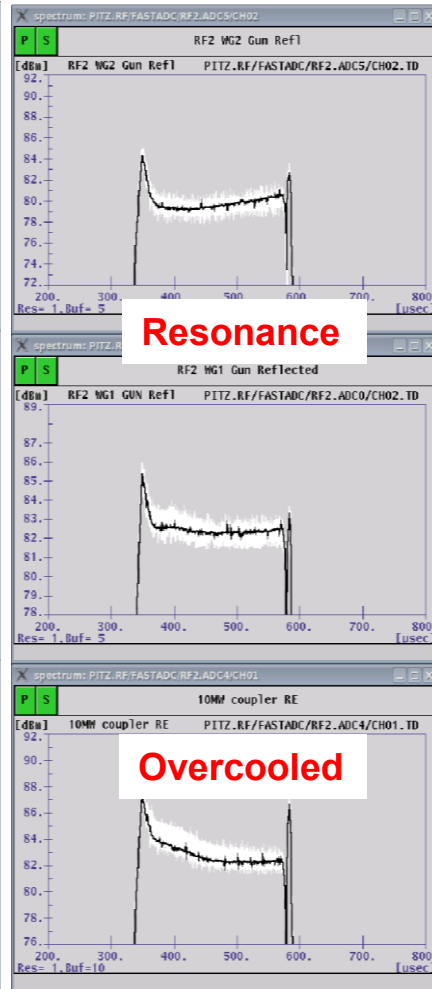 spectrum: PITZ.RF/FASTADC/RF2.ADC5/CH02
P S RF2 WG2 Gun Refl
[dBm] RF2 WG2 Gun Refl PITZ.RF/FASTADC/RF2.ADC5/CH02.TD
92.
90.
88.
86.
84.
82.
80.
78.
76.
74.
72.
200. 300. 400. 500. 600. 700. 800
Res= 1.Buf= 5 [usec]
Resonance
spectrum: PITZ.R
P S RF2 WG1 Gun Reflected
[dBm] RF2 WG1 GUN Refl PITZ.RF/FASTADC/RF2.ADC0/CH02.TD
89.
87.
86.
85.
84.
83.
82.
81.
80.
79.
78.
200. 300. 400. 500. 600. 700. 800
Res= 1.Buf= 5 [usec]
spectrum: PITZ.RF/FASTADC/RF2.ADC4/CH01
P S 10MW coupler RE
[dBm] 10MW coupler RE PITZ.RF/FASTADC/RF2.ADC4/CH01.TD
92.
90.
Overcooled
88.
86.
84.
82.
80.
78.
76.
200. 300. 400. 500. 600. 700. 800
Res= 1.Buf=10 [usec]